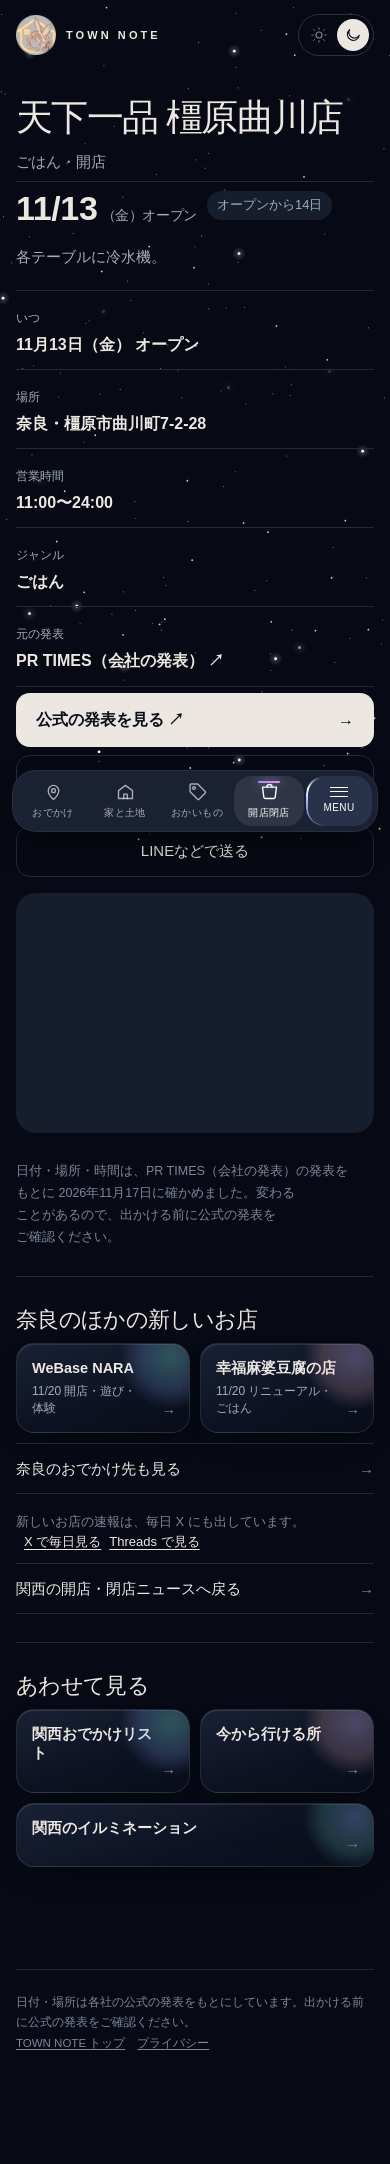 TOWN NOTE
天下一品 橿原曲川店
ごはん・開店
11/13 （金）オープン オープンから14日
各テーブルに冷水機。
いつ
11月13日（金） オープン
場所
奈良・橿原市曲川町7-2-28
営業時間
11:00〜24:00
ジャンル
ごはん
元の発表
PR TIMES（会社の発表） ↗
公式の発表を見る ↗ →
おでかけ 家と土地 おかいもの 開店閉店 MENU
LINEなどで送る
日付・場所・時間は、PR TIMES（会社の発表）の発表を
もとに 2026年11月17日に確かめました。変わる
ことがあるので、出かける前に公式の発表を
ご確認ください。
奈良のほかの新しいお店
WeBase NARA
11/20 開店・遊び・
体験 →
幸福麻婆豆腐の店
11/20 リニューアル・
ごはん →
奈良のおでかけ先も見る →
新しいお店の速報は、毎日 X にも出しています。
X で毎日見る Threads で見る
関西の開店・閉店ニュースへ戻る →
あわせて見る
関西おでかけリス
ト →
今から行ける所 →
関西のイルミネーション →
日付・場所は各社の公式の発表をもとにしています。出かける前
に公式の発表をご確認ください。
TOWN NOTE トップ プライバシー